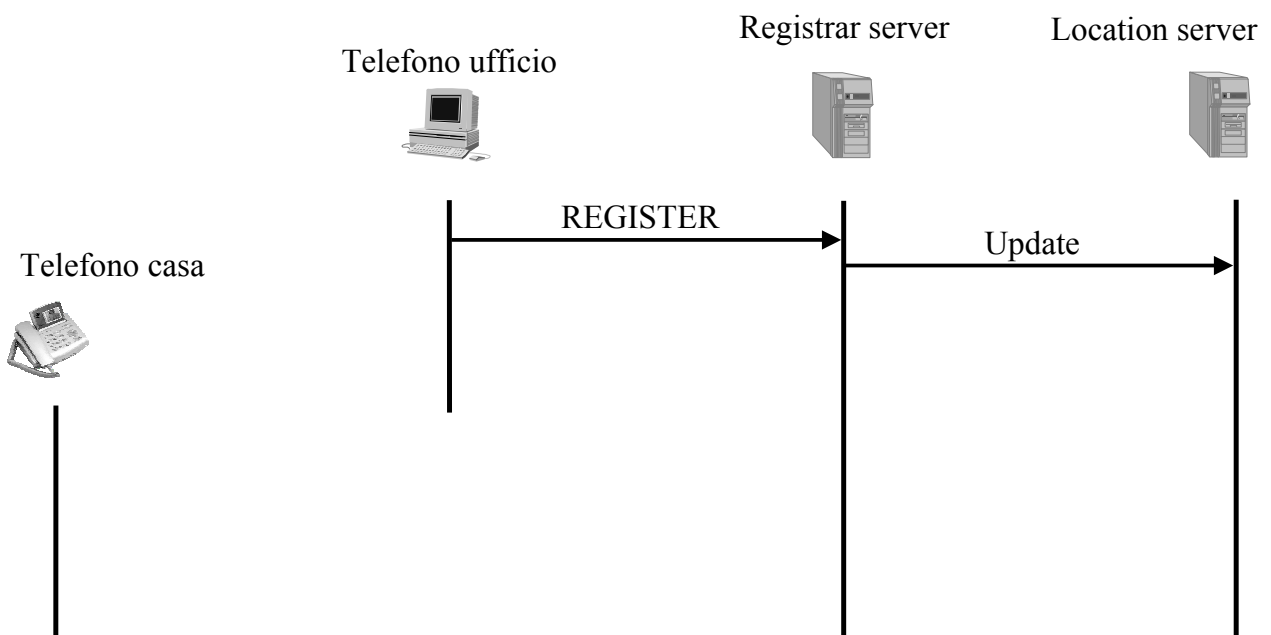 Registrar server
Location server
Telefono ufficio
REGISTER
Update
Telefono casa